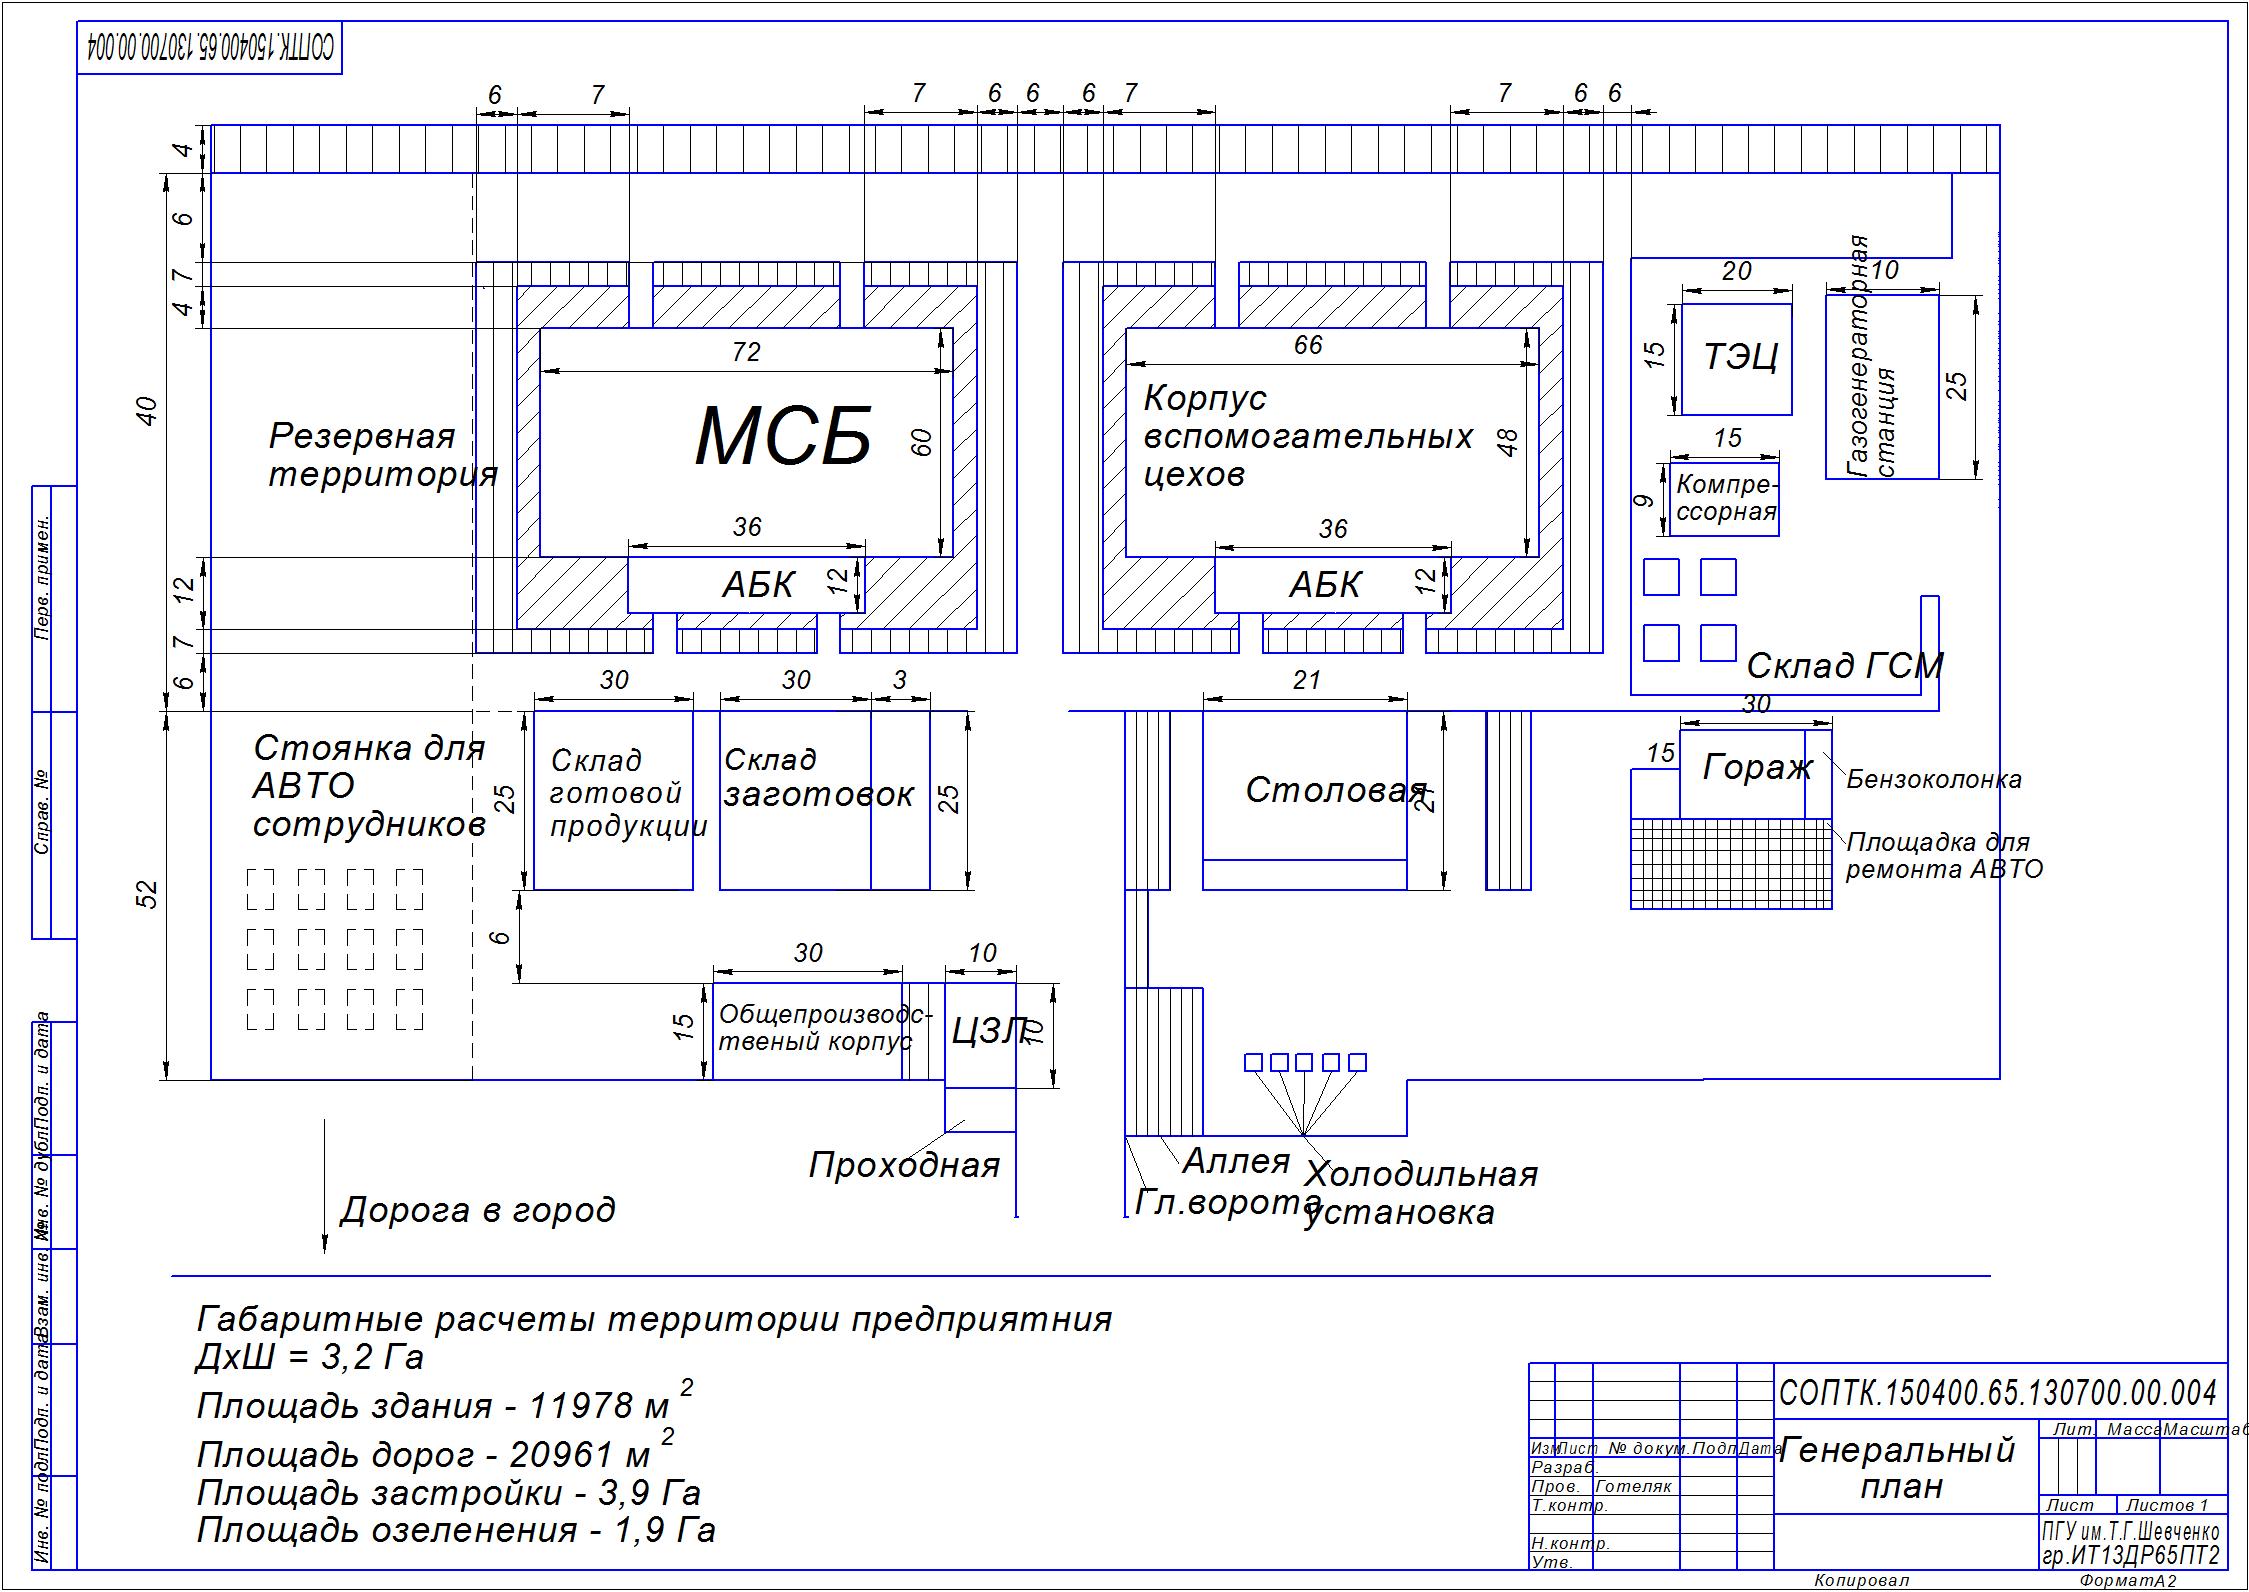 СОПТК.150400.65.130700.00.004
6 7 7 6 6 6 7 7 6 6
4
6
7
4
40
12
7
6
52
Резервная
территория
72
МСБ
60
36
АБК
12
66
Корпус
вспомогательных
цехов
48
36
АБК
12
20
ТЭЦ
15
10
Газогенераторная
станция
25
15
Компре-
ссорная
9
Склад ГСМ
Стоянка для
АВТО
сотрудников
30
Склад
готовой
продукции
25
30 3
Склад
заготовок
25
21
Столовая
21
30
15
Гораж
Бензоколонка
Площадка для
ремонта АВТО
6
30
Общепроизводс-
твеный корпус
15
10
ЦЗЛ
10
Проходная
Аллея
Гл.ворота
Холодильная
установка
Дорога в город
Габаритные расчеты территории предприятния
ДхШ = 3,2 Га
Площадь здания - 11978 м 2
Площадь дорог - 20961 м 2
Площадь застройки - 3,9 Га
Площадь озеленения - 1,9 Га
Перв. примен.
Справ. №
Подп. и дата
Инв. № дубл.
Взам. инв. №
Подп. и дата
Инв. № подл.
СОПТК.150400.65.130700.00.004
Изм. Лист № докум. Подп. Дата
Разраб.
Пров. Готеляк
Т.контр.
Н.контр.
Утв.
Генеральный
план
Лит. Масса Масштаб
Лист Листов 1
ПГУ им.Т.Г.Шевченко
гр.ИТ13ДР65ПТ2
Копировал Формат А2